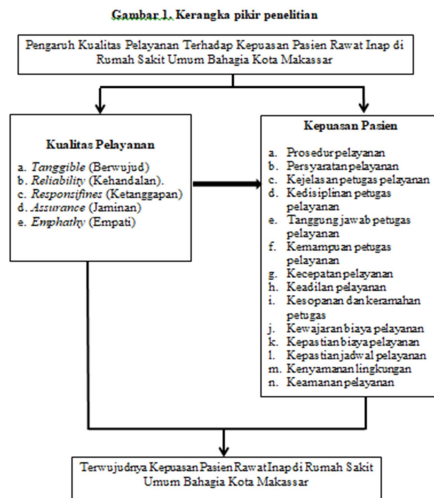 Gambar 1. Kerangka pikir penelitian
Pengaruh Kualitas Pelayanan Terhadap Kepuasan Pasien Rawat Inap di
Rumah Sakit Umum Bahagia Kota Makassar
Kualitas Pelayanan
a. Tanggible (Berwujud)
b. Reliability (Kehandalan).
c. Responsifines (Ketanggapan)
d. Assurance (Jaminan)
e. Emphathy (Empati)
Kepuasan Pasien
a. Prosedur pelayanan
b. Persyaratan pelayanan
c. Kejelasan petugas pelayanan
d. Kedisiplinan petugas
pelayanan
e. Tanggung jawab petugas
pelayanan
f. Kemampuan petugas
pelayanan
g. Kecepatan pelayanan
h. Keadilan pelayanan
i. Kesopanan dan keramahan
petugas
j. Kewajaran biaya pelayanan
k. Kepastian biaya pelayanan
l. Kepastian jadwal pelayanan
m. Kenyamanan lingkungan
n. Keamanan pelayanan
Terwujudnya Kepuasan Pasien Rawat Inap di Rumah Sakit
Umum Bahagia Kota Makassar